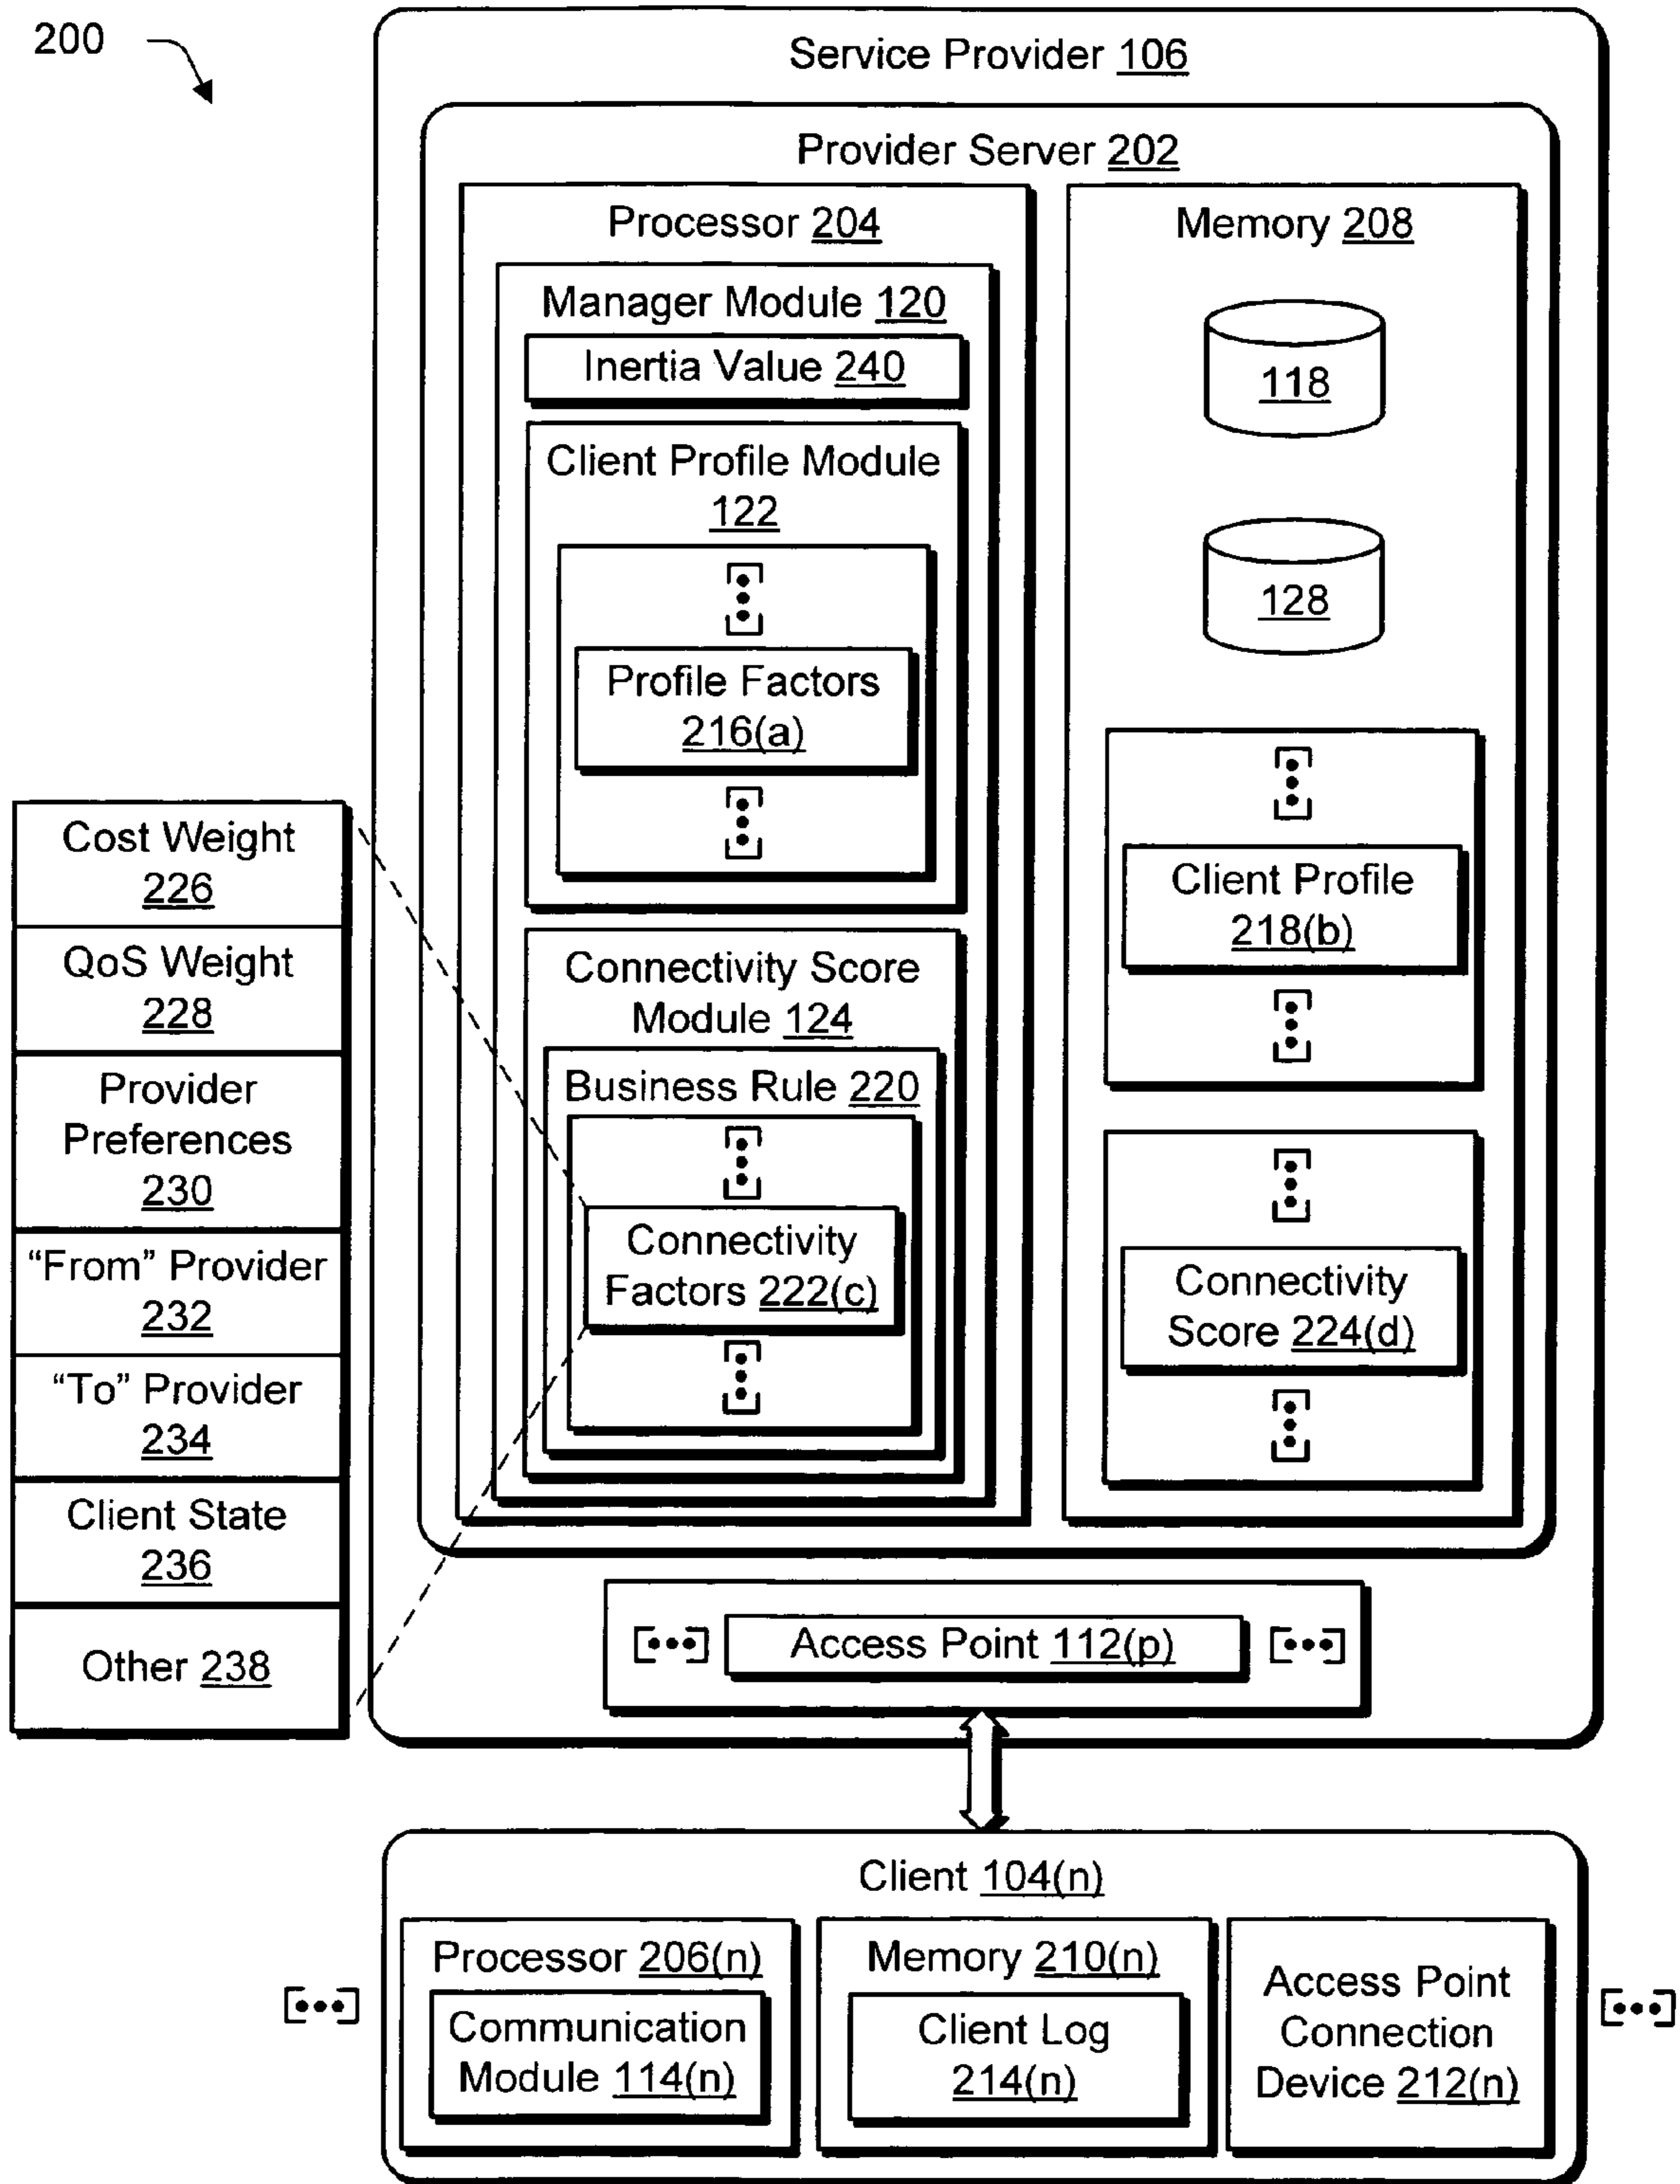 200
Service Provider 106
Provider Server 202
Processor 204
Manager Module 120
Inertia Value 240
Client Profile Module
122
Profile Factors
216(a)
Connectivity Score
Module 124
Business Rule 220
Connectivity
Factors 222(c)
Memory 208
118
128
Client Profile
218(b)
Connectivity
Score 224(d)
Cost Weight
226
QoS Weight
228
Provider
Preferences
230
“From” Provider
232
“To” Provider
234
Client State
236
Other 238
Access Point 112(p)
Client 104(n)
Processor 206(n)
Communication
Module 114(n)
Memory 210(n)
Client Log
214(n)
Access Point
Connection
Device 212(n)